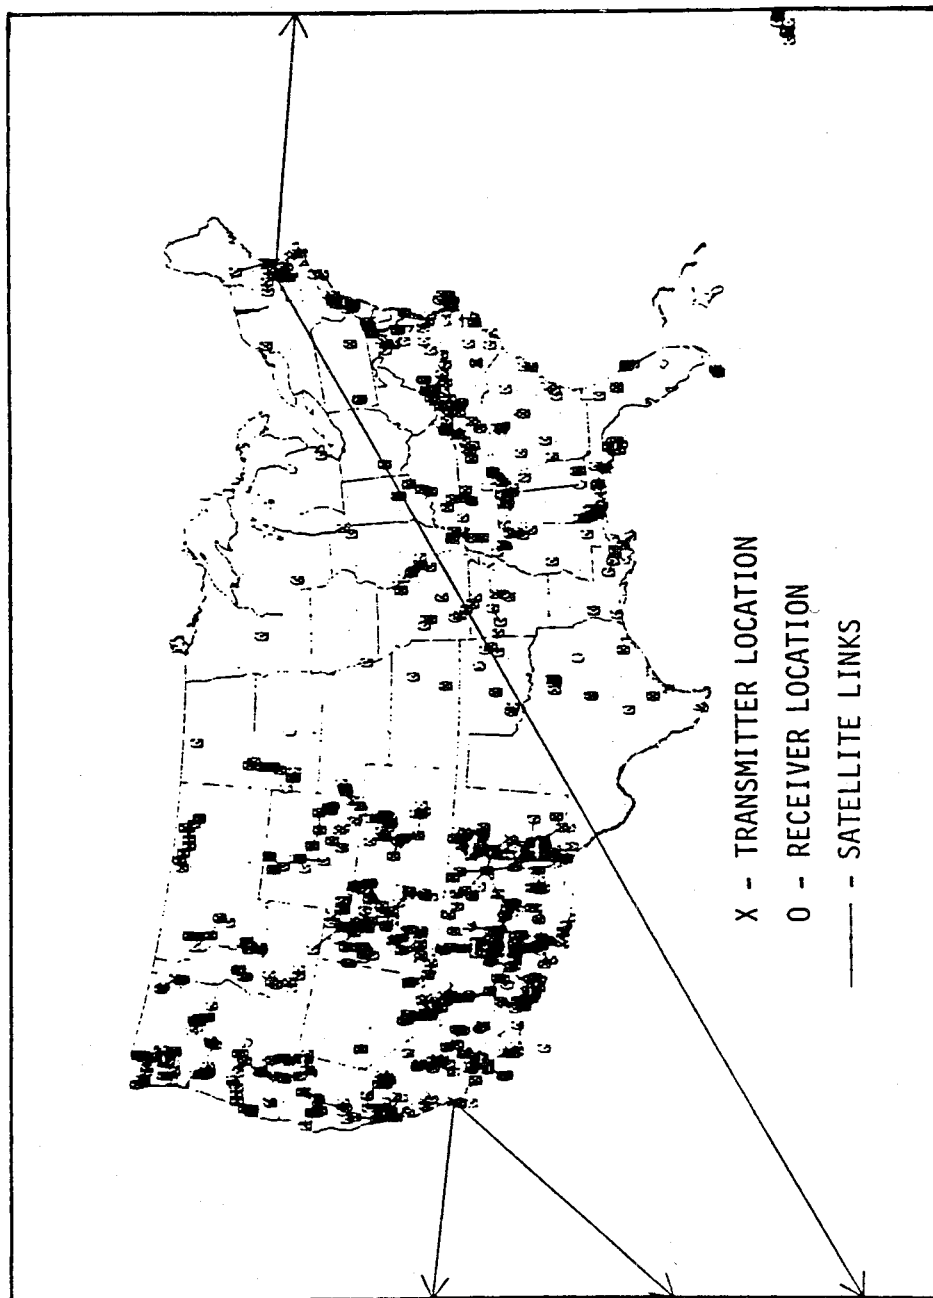 X - TRANSMITTER LOCATION
O - RECEIVER LOCATION
—— - SATELLITE LINKS